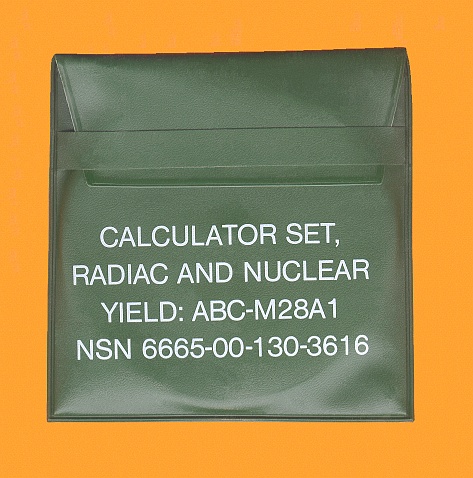 CALCULATOR SET,
RADIAC AND NUCLEAR
YIELD: ABC-M28A1
NSN 6665-00-130-3616